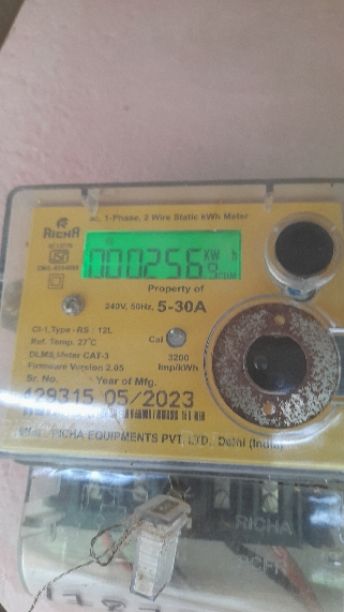 ac, 1-Phase, 2 Wire Static kWh Meter
RICHA
000256 KW h
Property of
240V, 50Hz, 5-30A
Cl-1, Type - RS : 12L
Cal
Ref. Temp. 27°C
3200
imp/kWh
DLMS, Meter CAT-3
Firmware Version 2.05
Sr. No. Year of Mfg.
429315 05/2023
RICHA EQUIPMENTS PVT. LTD., Delhi (India)
RICHA